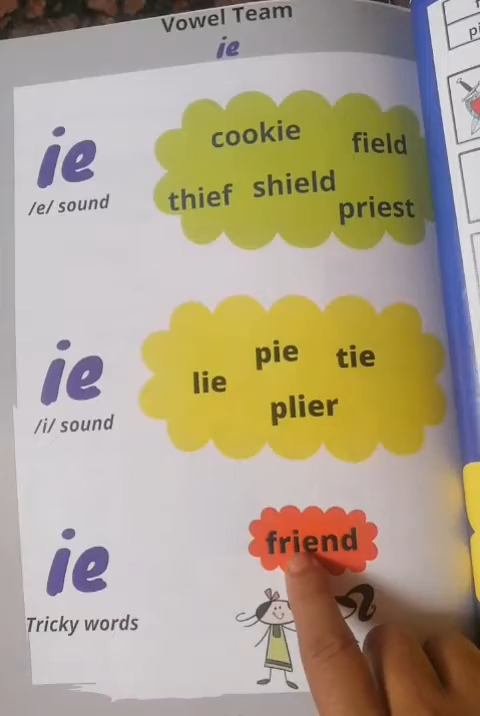 Vowel Team
ie
ie
/e/ sound
cookie
field
thief
shield
priest
ie
/i/ sound
pie
tie
lie
plier
ie
Tricky words
friend